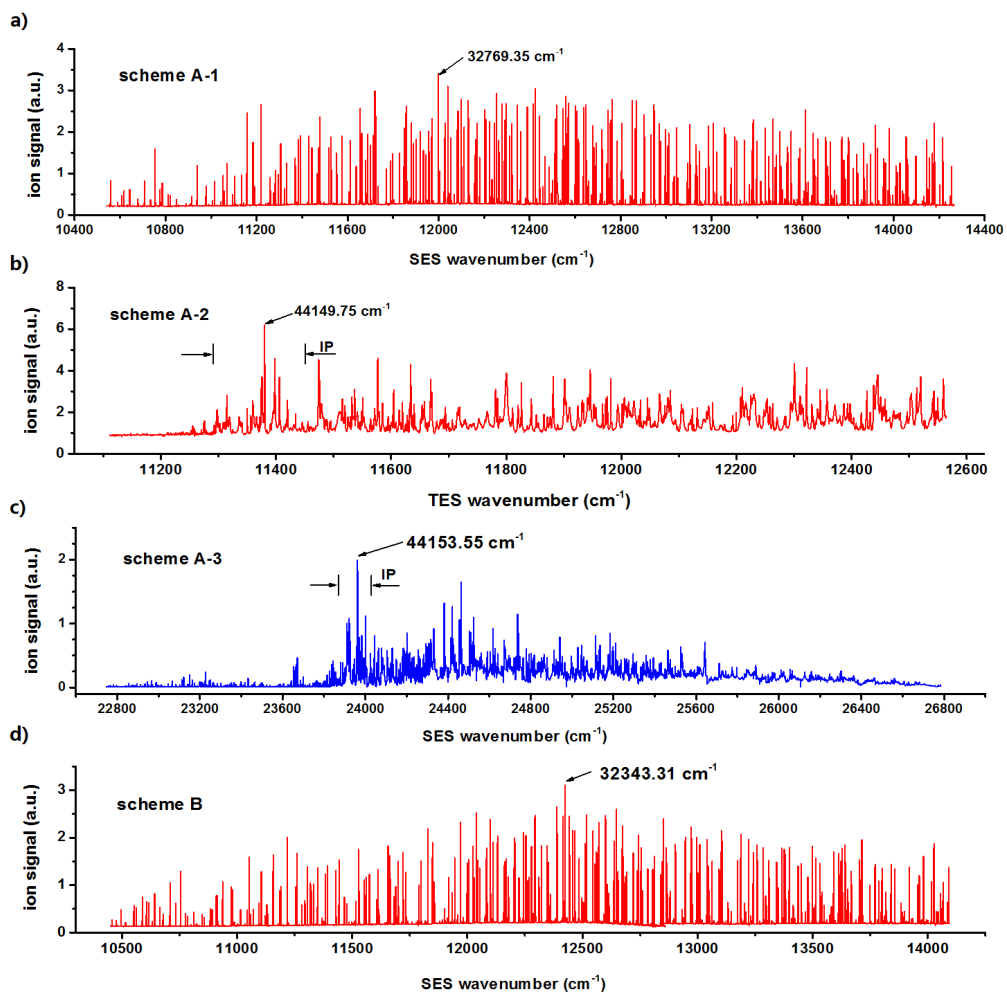 a)
scheme A-1
32769.35 cm⁻¹
ion signal (a.u.)
4
3
2
1
0
10400 10800 11200 11600 12000 12400 12800 13200 13600 14000 14400
SES wavenumber (cm⁻¹)
b)
scheme A-2
44149.75 cm⁻¹
IP
ion signal (a.u.)
8
6
4
2
0
11200 11400 11600 11800 12000 12200 12400 12600
TES wavenumber (cm⁻¹)
c)
scheme A-3
44153.55 cm⁻¹
IP
ion signal (a.u.)
2
1
0
22800 23200 23600 24000 24400 24800 25200 25600 26000 26400 26800
SES wavenumber (cm⁻¹)
d)
scheme B
32343.31 cm⁻¹
ion signal (a.u.)
3
2
1
0
10500 11000 11500 12000 12500 13000 13500 14000
SES wavenumber (cm⁻¹)